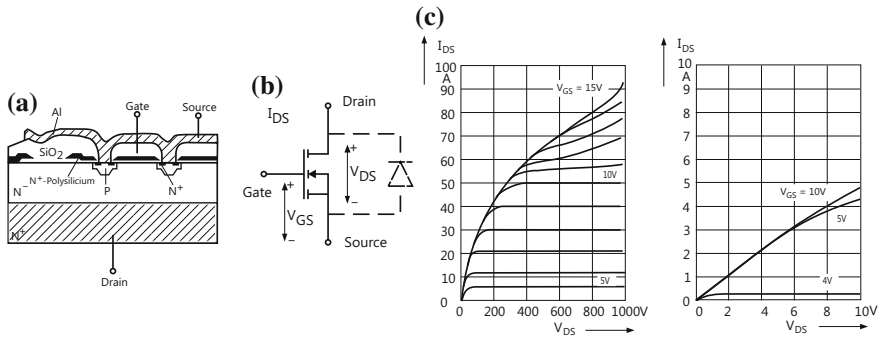 (a)
Al
Gate
Source
SiO2
N⁻
N⁺-Polysilicium
P
N⁺
N⁺
Drain
(b)
IDS
Drain
+
VDS
−
Gate
+
VGS
−
Source
(c)
IDS
100
A
90
80
70
60
50
40
30
20
10
0
VGS = 15V
10V
5V
0 200 400 600 800 1000V
VDS
IDS
10
A
9
8
7
6
5
4
3
2
1
0
VGS = 10V
5V
4V
0 2 4 6 8 10V
VDS